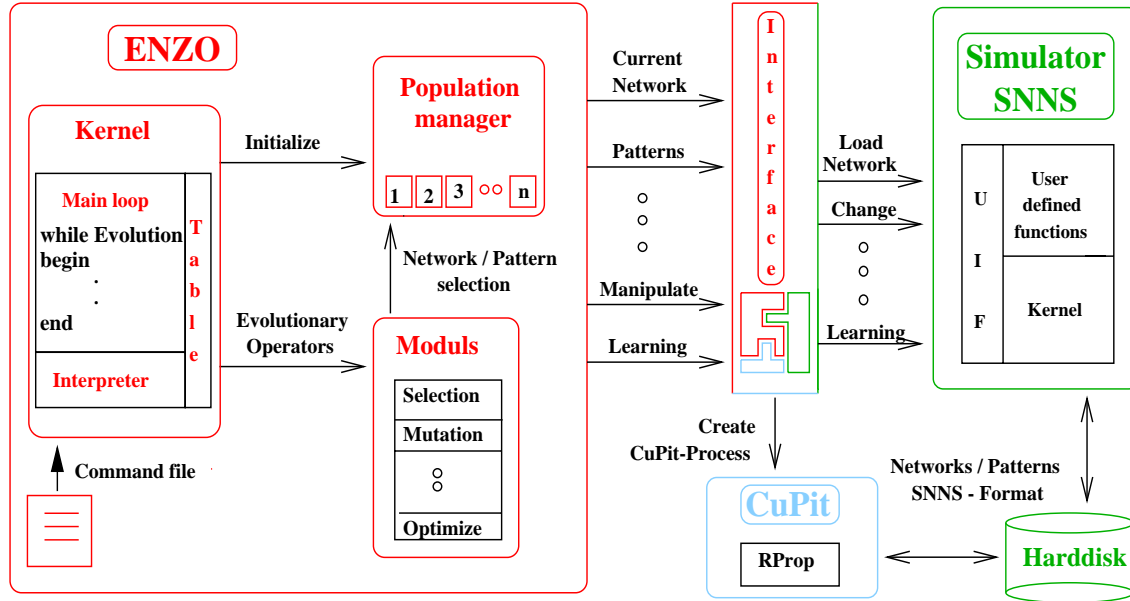 ENZO
Kernel
Main loop
while Evolution
begin
.
.
end
Interpreter
Table
Command file
Initialize
Evolutionary
Operators
Population
manager
1 2 3 n
Network / Pattern
selection
Moduls
Selection
Mutation
Optimize
Current
Network
Patterns
Manipulate
Learning
Interface
Load
Network
Change
Learning
Create
CuPit-Process
Simulator
SNNS
U I F
User
defined
functions
Kernel
Networks / Patterns
SNNS - Format
CuPit
RProp
Harddisk